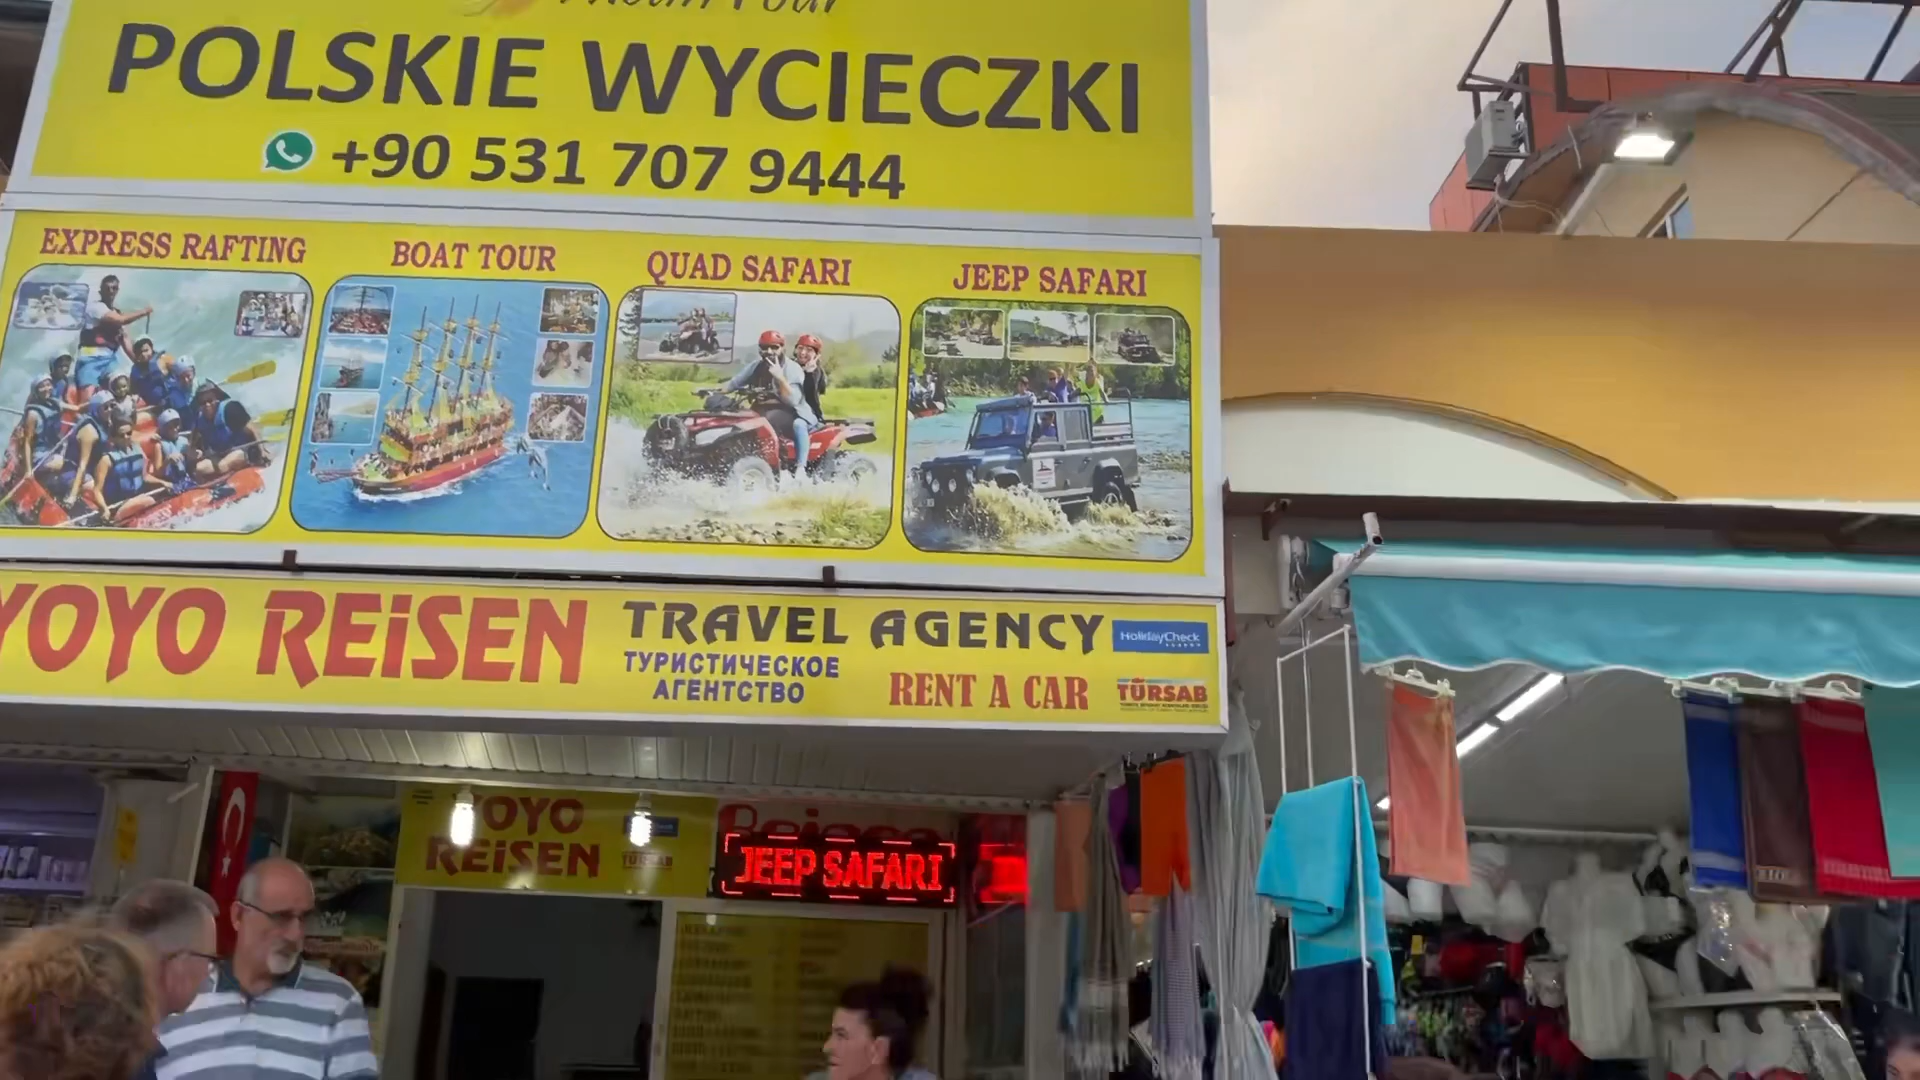 POLSKIE WYCIECZKI
+90 531 707 9444
EXPRESS RAFTING
BOAT TOUR
QUAD SAFARI
JEEP SAFARI
YOYO REiSEN
TRAVEL AGENCY
HolidayCheck
ТУРИСТИЧЕСКОЕ
АГЕНТСТВО
RENT A CAR
TÜRSAB
YOYO
REiSEN
TÜRSAB
JEEP SAFARI